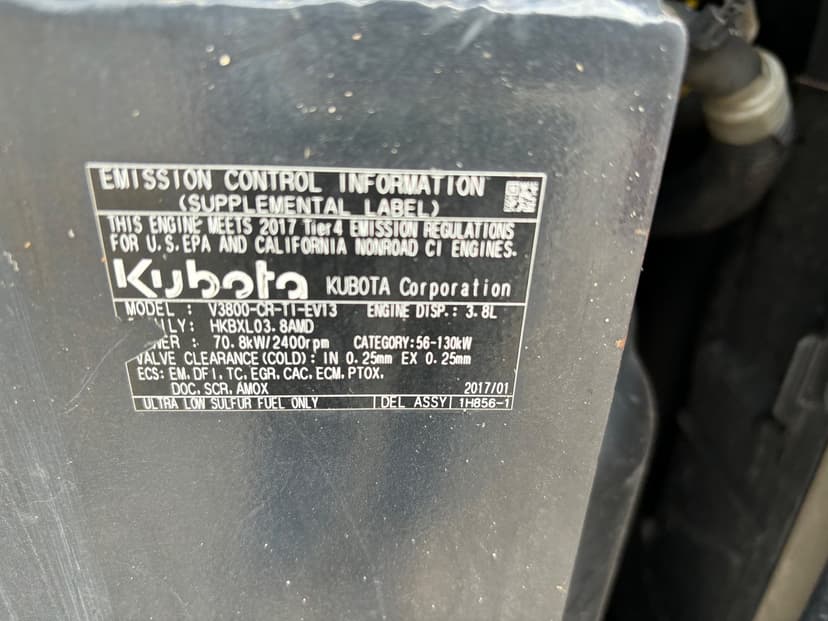 EMISSION CONTROL INFORMATION
(SUPPLEMENTAL LABEL)
THIS ENGINE MEETS 2017 Tier4 EMISSION REGULATIONS
FOR U.S.EPA AND CALIFORNIA NONROAD CI ENGINES.
Kubota KUBOTA Corporation
MODEL : V3800-CR-TI-EV13 ENGINE DISP.: 3.8L
ILY: HKBXL03.8AMD
WER : 70.8kW/2400rpm CATEGORY:56-130kW
VALVE CLEARANCE(COLD): IN 0.25mm EX 0.25mm
ECS: EM, DFI, TC, EGR, CAC, ECM, PTOX,
DOC, SCR, AMOX 2017/01
ULTRA LOW SULFUR FUEL ONLY DEL ASSY 1H856-1